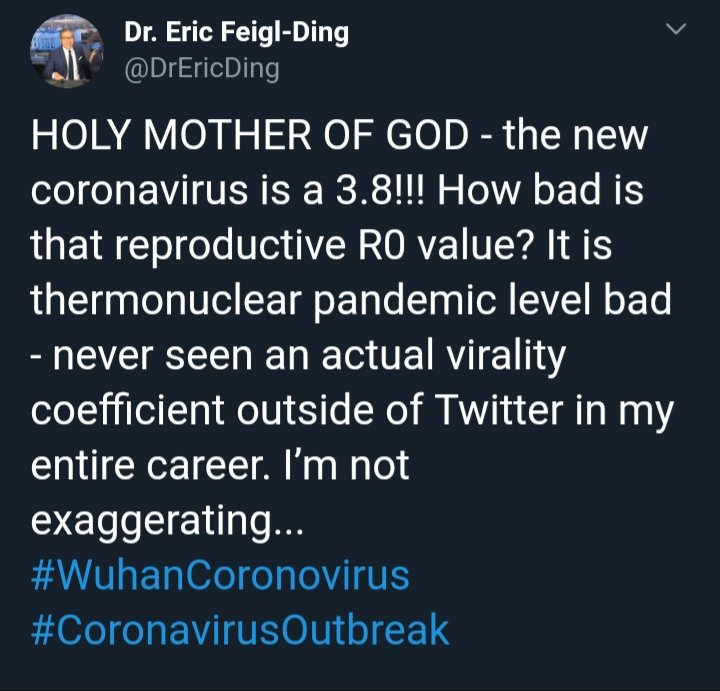 Dr. Eric Feigl-Ding
@DrEricDing
HOLY MOTHER OF GOD - the new
coronavirus is a 3.8!!! How bad is
that reproductive R0 value? It is
thermonuclear pandemic level bad
- never seen an actual virality
coefficient outside of Twitter in my
entire career. I’m not
exaggerating...
#WuhanCoronovirus
#CoronavirusOutbreak